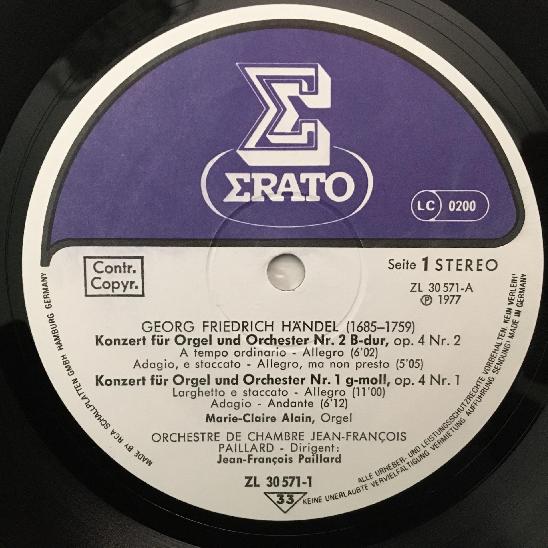 ΣRATO
LC 0200
Contr.
Copyr.
Seite 1 STEREO
ZL 30 571-A
Ⓟ 1977
GEORG FRIEDRICH HÄNDEL (1685–1759)
Konzert für Orgel und Orchester Nr. 2 B-dur, op. 4 Nr. 2
A tempo ordinario - Allegro (6'02)
Adagio, e staccato - Allegro, ma non presto (5'05)
Konzert für Orgel und Orchester Nr. 1 g-moll, op. 4 Nr. 1
Larghetto e staccato - Allegro (11'00)
Adagio - Andante (6'12)
Marie-Claire Alain, Orgel
ORCHESTRE DE CHAMBRE JEAN-FRANÇOIS
PAILLARD - Dirigent:
Jean-François Paillard
ZL 30 571-1
33
MADE BY RCA SCHALLPLATTEN GMBH HAMBURG GERMANY
ALLE URHEBER- UND LEISTUNGSSCHUTZRECHTE VORBEHALTEN. KEIN VERLEIH!
KEINE UNERLAUBTE VERVIELFÄLTIGUNG, VERMIETUNG, AUFFÜHRUNG, SENDUNG! MADE IN GERMANY